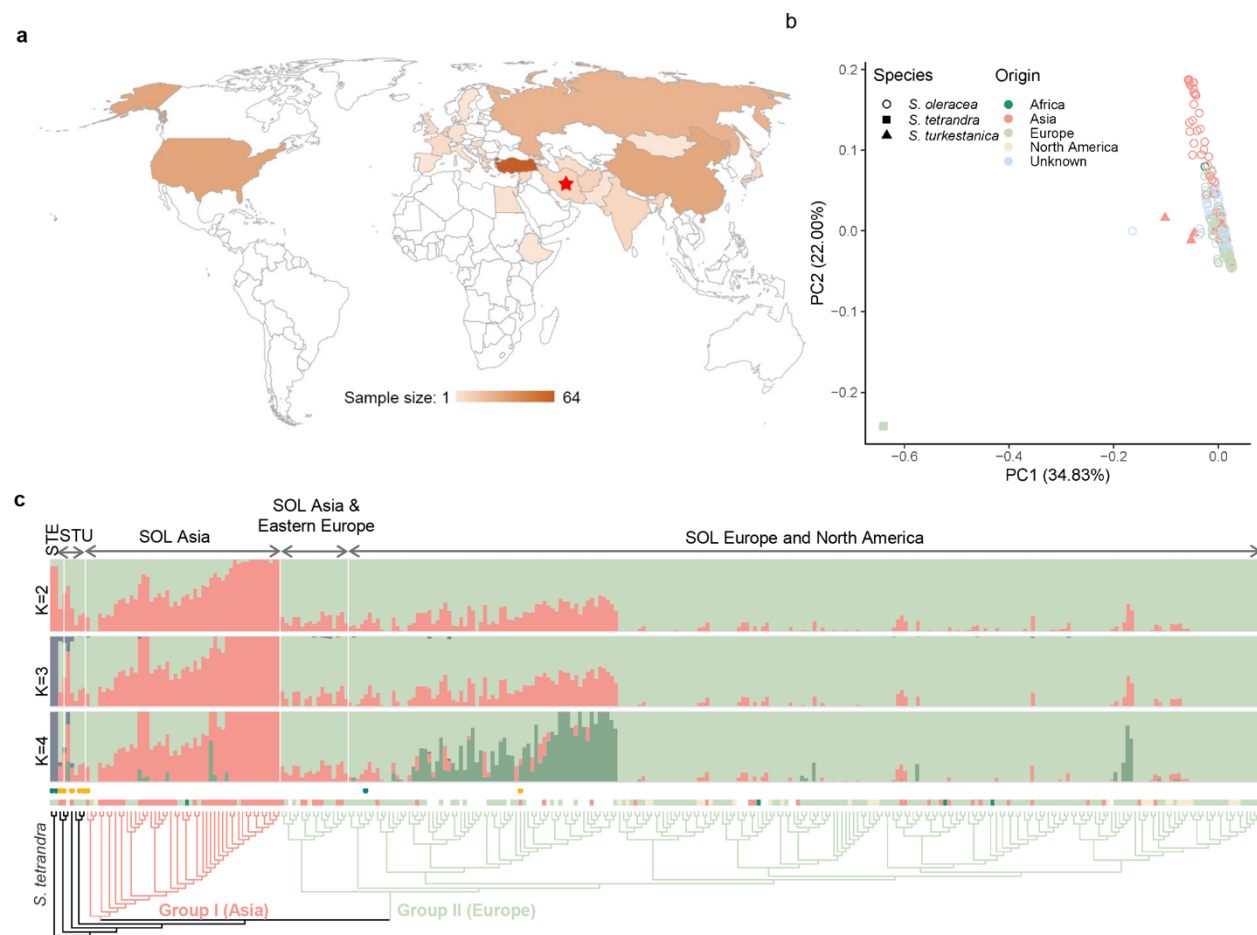 a
Sample size: 1 64
b
Species
S. oleracea
S. tetrandra
S. turkestanica
Origin
Africa
Asia
Europe
North America
Unknown
PC2 (22.00%)
0.2
0.1
0.0
−0.1
−0.2
−0.6
−0.4
−0.2
0.0
PC1 (34.83%)
c
STE
STU
SOL Asia
SOL Asia &
Eastern Europe
SOL Europe and North America
K=2
K=3
K=4
S. tetrandra
Group I (Asia)
Group II (Europe)